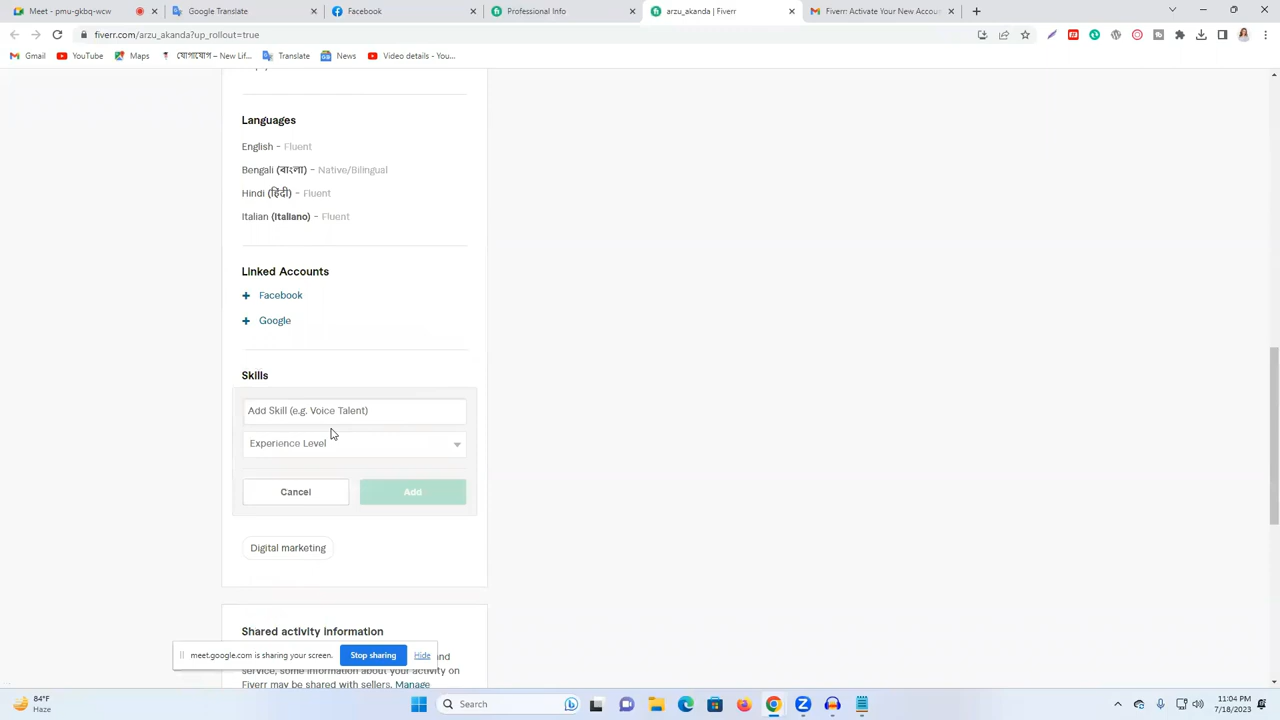 Meet - pmu-gkbq-wcw
Google Translate
Facebook
Professional Info
arzu_akanda | Fiverr
Fiverr: Activate Your New Accou
fiverr.com/arzu_akanda?up_rollout=true
Gmail
YouTube
Maps
যোগাযোগ – New Lif...
Translate
News
Video details - You...
Languages
English - Fluent
Bengali (বাংলা) - Native/Bilingual
Hindi (हिंदी) - Fluent
Italian (Italiano) - Fluent
Linked Accounts
+ Facebook
+ Google
Skills
Add Skill (e.g. Voice Talent)
Experience Level
Cancel
Add
Digital marketing
Shared activity information
meet.google.com is sharing your screen.
Stop sharing
Hide
and
service, some information about your activity on
Fiverr may be shared with sellers. Manage
84°F
Haze
Search
11:04 PM
7/18/2023